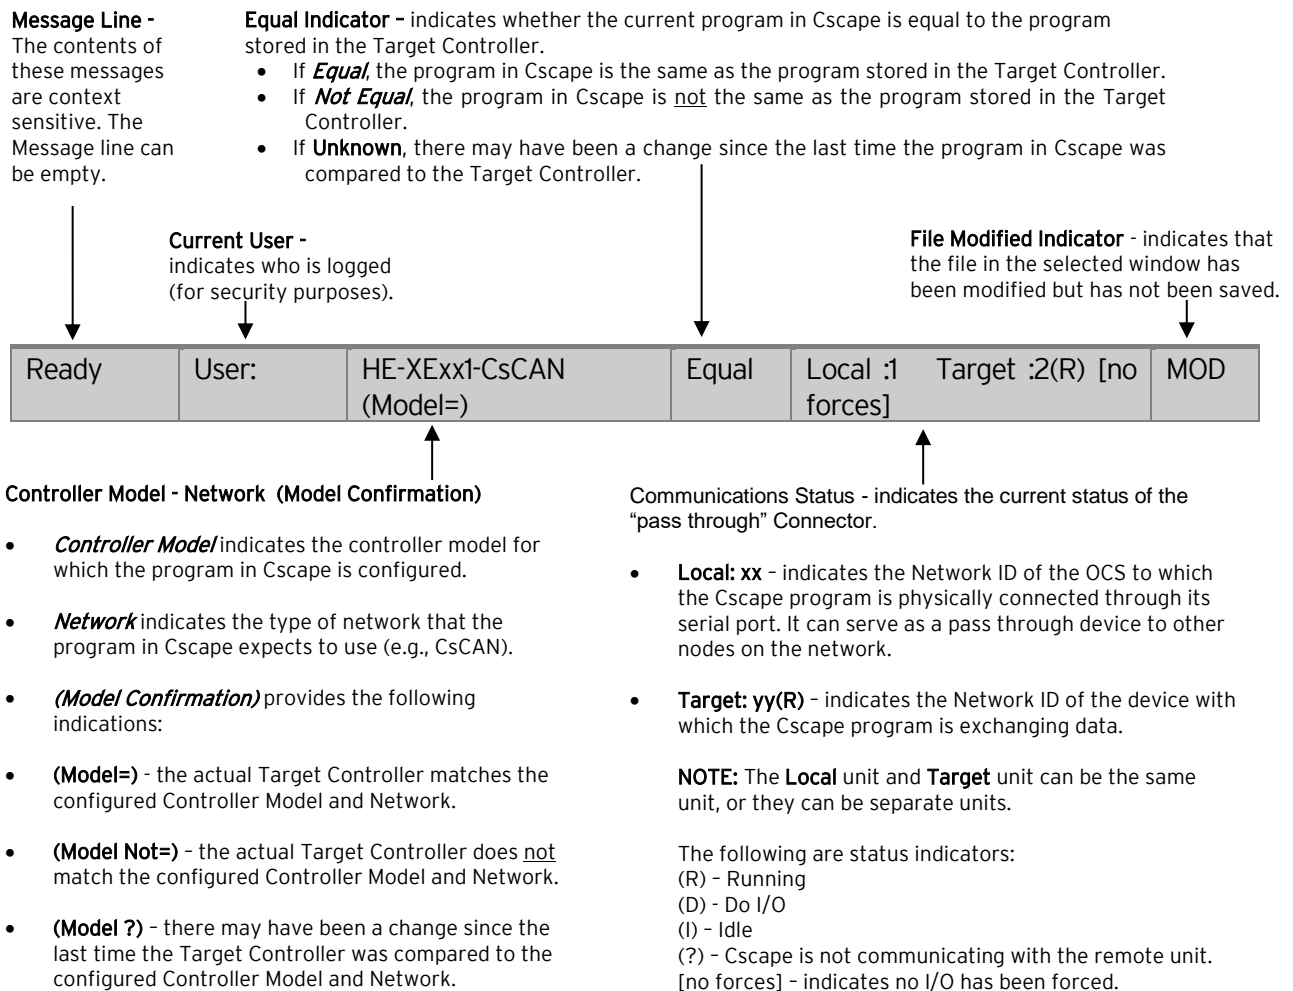 Message Line -
The contents of
these messages
are context
sensitive. The
Message line can
be empty.
Equal Indicator – indicates whether the current program in Cscape is equal to the program
stored in the Target Controller.
• If Equal, the program in Cscape is the same as the program stored in the Target Controller.
• If Not Equal, the program in Cscape is not the same as the program stored in the Target
Controller.
• If Unknown, there may have been a change since the last time the program in Cscape was
compared to the Target Controller.
Current User -
indicates who is logged
(for security purposes).
File Modified Indicator - indicates that
the file in the selected window has
been modified but has not been saved.
Ready
User:
HE-XExx1-CsCAN
(Model=)
Equal
Local :1 Target :2(R) [no
forces]
MOD
Controller Model - Network (Model Confirmation)
• Controller Model indicates the controller model for
which the program in Cscape is configured.
• Network indicates the type of network that the
program in Cscape expects to use (e.g., CsCAN).
• (Model Confirmation) provides the following
indications:
• (Model=) - the actual Target Controller matches the
configured Controller Model and Network.
• (Model Not=) – the actual Target Controller does not
match the configured Controller Model and Network.
• (Model ?) – there may have been a change since the
last time the Target Controller was compared to the
configured Controller Model and Network.
Communications Status - indicates the current status of the
“pass through” Connector.
• Local: xx – indicates the Network ID of the OCS to which
the Cscape program is physically connected through its
serial port. It can serve as a pass through device to other
nodes on the network.
• Target: yy(R) – indicates the Network ID of the device with
which the Cscape program is exchanging data.
NOTE: The Local unit and Target unit can be the same
unit, or they can be separate units.
The following are status indicators:
(R) – Running
(D) - Do I/O
(I) – Idle
(?) – Cscape is not communicating with the remote unit.
[no forces] – indicates no I/O has been forced.